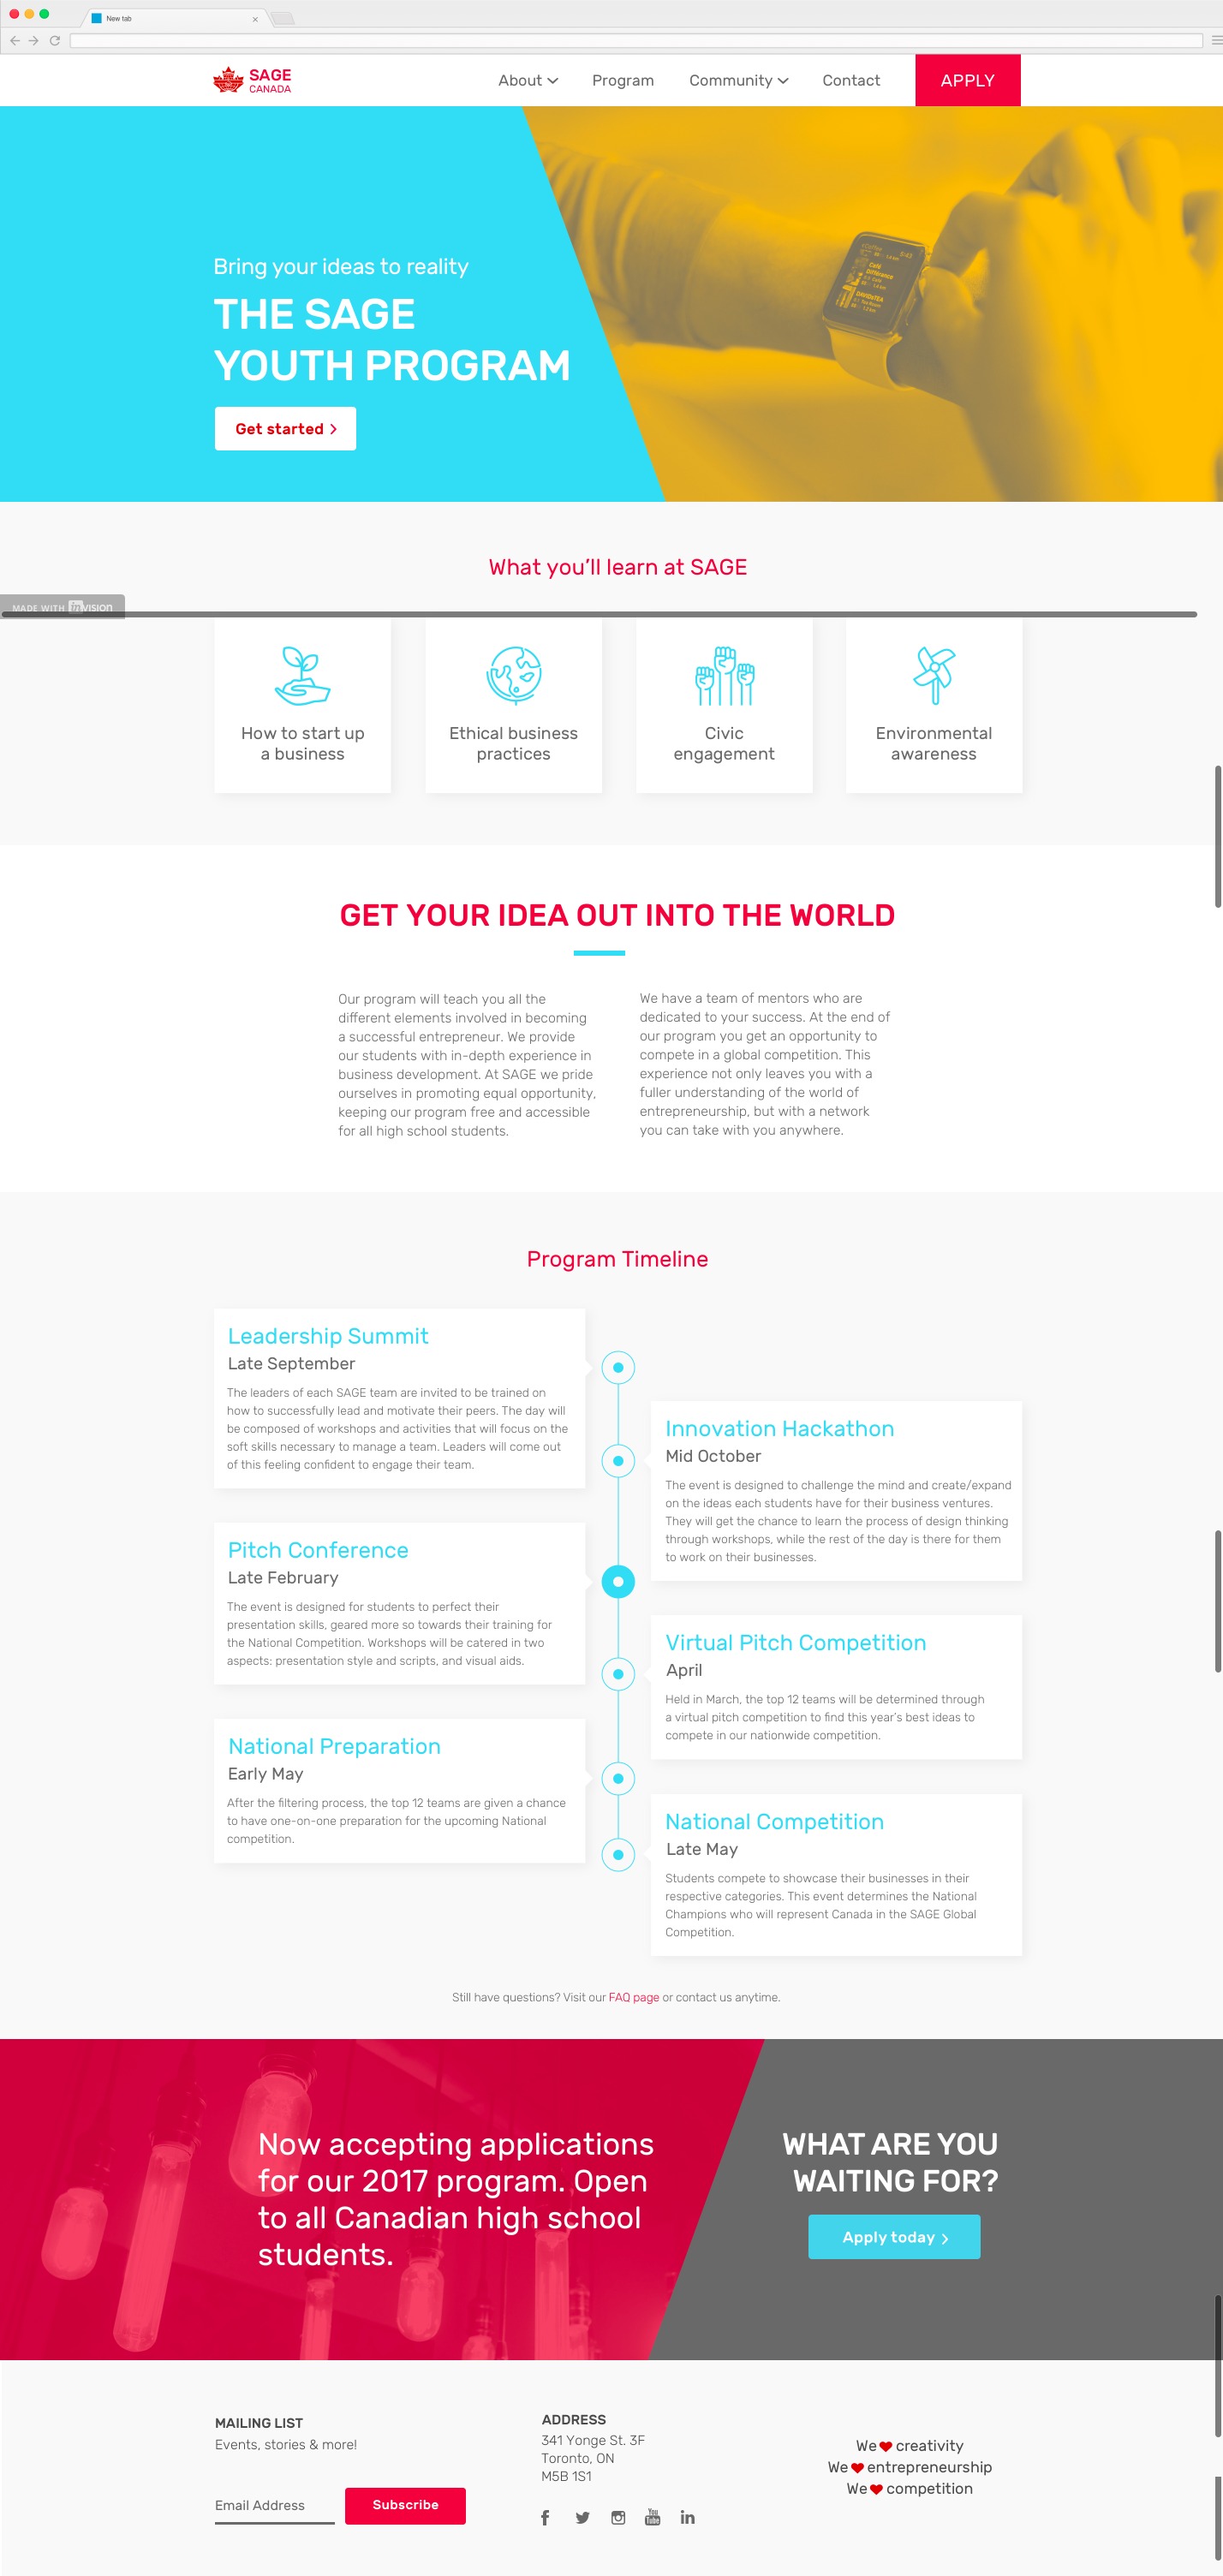 New tab
SAGE
CANADA
About
Program
Community
Contact
APPLY
Bring your ideas to reality
THE SAGE
YOUTH PROGRAM
Get started
What you’ll learn at SAGE
MADE WITH InVISION
How to start up
a business
Ethical business
practices
Civic
engagement
Environmental
awareness
GET YOUR IDEA OUT INTO THE WORLD
Our program will teach you all the
different elements involved in becoming
a successful entrepreneur. We provide
our students with in-depth experience in
business development. At SAGE we pride
ourselves in promoting equal opportunity,
keeping our program free and accessible
for all high school students.
We have a team of mentors who are
dedicated to your success. At the end of
our program you get an opportunity to
compete in a global competition. This
experience not only leaves you with a
fuller understanding of the world of
entrepreneurship, but with a network
you can take with you anywhere.
Program Timeline
Leadership Summit
Late September
The leaders of each SAGE team are invited to be trained on
how to successfully lead and motivate their peers. The day will
be composed of workshops and activities that will focus on the
soft skills necessary to manage a team. Leaders will come out
of this feeling confident to engage their team.
Innovation Hackathon
Mid October
The event is designed to challenge the mind and create/expand
on the ideas each students have for their business ventures.
They will get the chance to learn the process of design thinking
through workshops, while the rest of the day is there for them
to work on their businesses.
Pitch Conference
Late February
The event is designed for students to perfect their
presentation skills, geared more so towards their training for
the National Competition. Workshops will be catered in two
aspects; presentation style and scripts, and visual aids.
Virtual Pitch Competition
April
Held in March, the top 12 teams will be determined through
a virtual pitch competition to find this year’s best ideas to
compete in our nationwide competition.
National Preparation
Early May
After the filtering process, the top 12 teams are given a chance
to have one-on-one preparation for the upcoming National
competition.
National Competition
Late May
Students compete to showcase their businesses in their
respective categories. This event determines the National
Champions who will represent Canada in the SAGE Global
Competition.
Still have questions? Visit our FAQ page or contact us anytime.
Now accepting applications
for our 2017 program. Open
to all Canadian high school
students.
WHAT ARE YOU
WAITING FOR?
Apply today
MAILING LIST
Events, stories & more!
Email Address
Subscribe
ADDRESS
341 Yonge St. 3F
Toronto, ON
M5B 1S1
You Tube
We ❤ creativity
We ❤ entrepreneurship
We ❤ competition